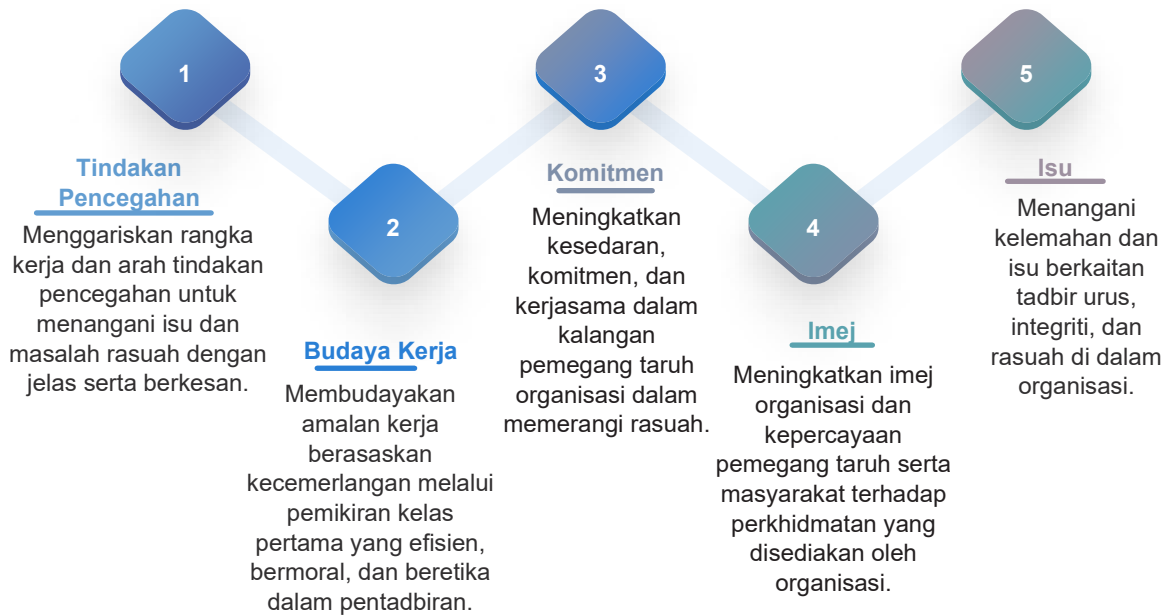 1
Tindakan
Pencegahan
Menggariskan rangka
kerja dan arah tindakan
pencegahan untuk
menangani isu dan
masalah rasuah dengan
jelas serta berkesan.
2
Budaya Kerja
Membudayakan
amalan kerja
berasaskan
kecemerlangan melalui
pemikiran kelas
pertama yang efisien,
bermoral, dan beretika
dalam pentadbiran.
3
Komitmen
Meningkatkan
kesedaran,
komitmen, dan
kerjasama dalam
kalangan
pemegang taruh
organisasi dalam
memerangi rasuah.
4
Imej
Meningkatkan imej
organisasi dan
kepercayaan
pemegang taruh serta
masyarakat terhadap
perkhidmatan yang
disediakan oleh
organisasi.
5
Isu
Menangani
kelemahan dan
isu berkaitan
tadbir urus,
integriti, dan
rasuah di dalam
organisasi.